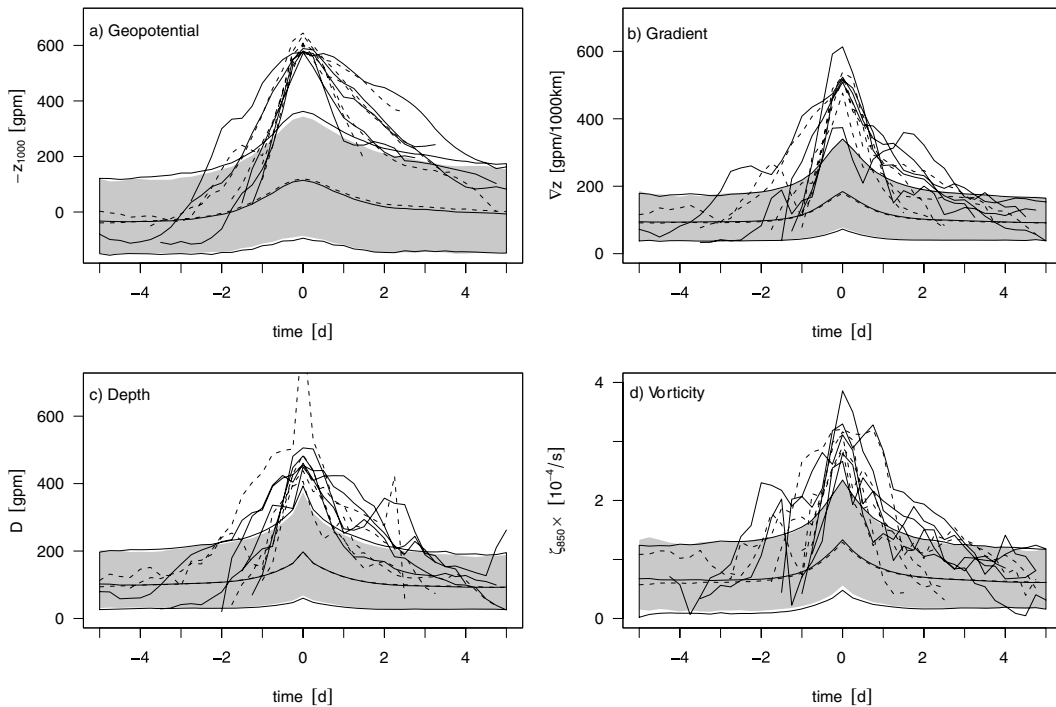 a) Geopotential
600
400
200
0
−z1000 [gpm]
−4 −2 0 2 4
time [d]
b) Gradient
600
400
200
0
∇z [gpm/1000km]
−4 −2 0 2 4
time [d]
c) Depth
600
400
200
0
D [gpm]
−4 −2 0 2 4
time [d]
d) Vorticity
4
2
0
ζ850× [10−4/s]
−4 −2 0 2 4
time [d]